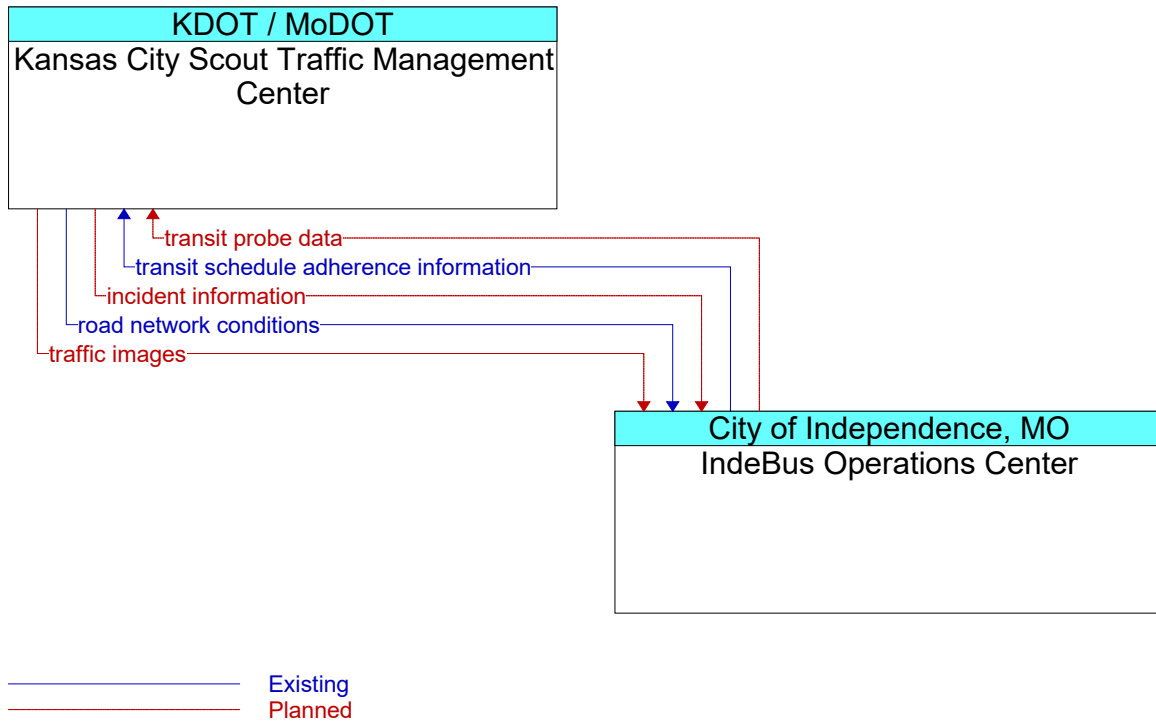 KDOT / MoDOT
Kansas City Scout Traffic Management
Center
transit probe data
transit schedule adherence information
incident information
road network conditions
traffic images
City of Independence, MO
IndeBus Operations Center
Existing
Planned